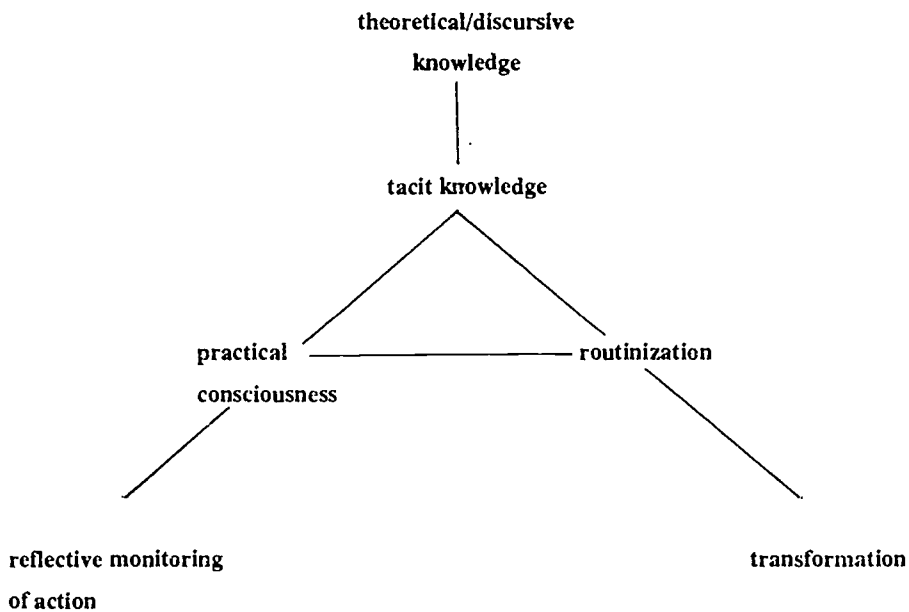 theoretical/discursive
knowledge
tacit knowledge
practical
consciousness
routinization
reflective monitoring
of action
transformation